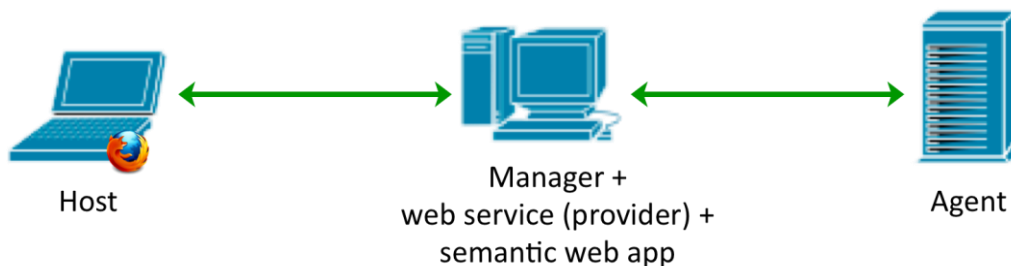 Host
Manager +
web service (provider) +
semantic web app
Agent